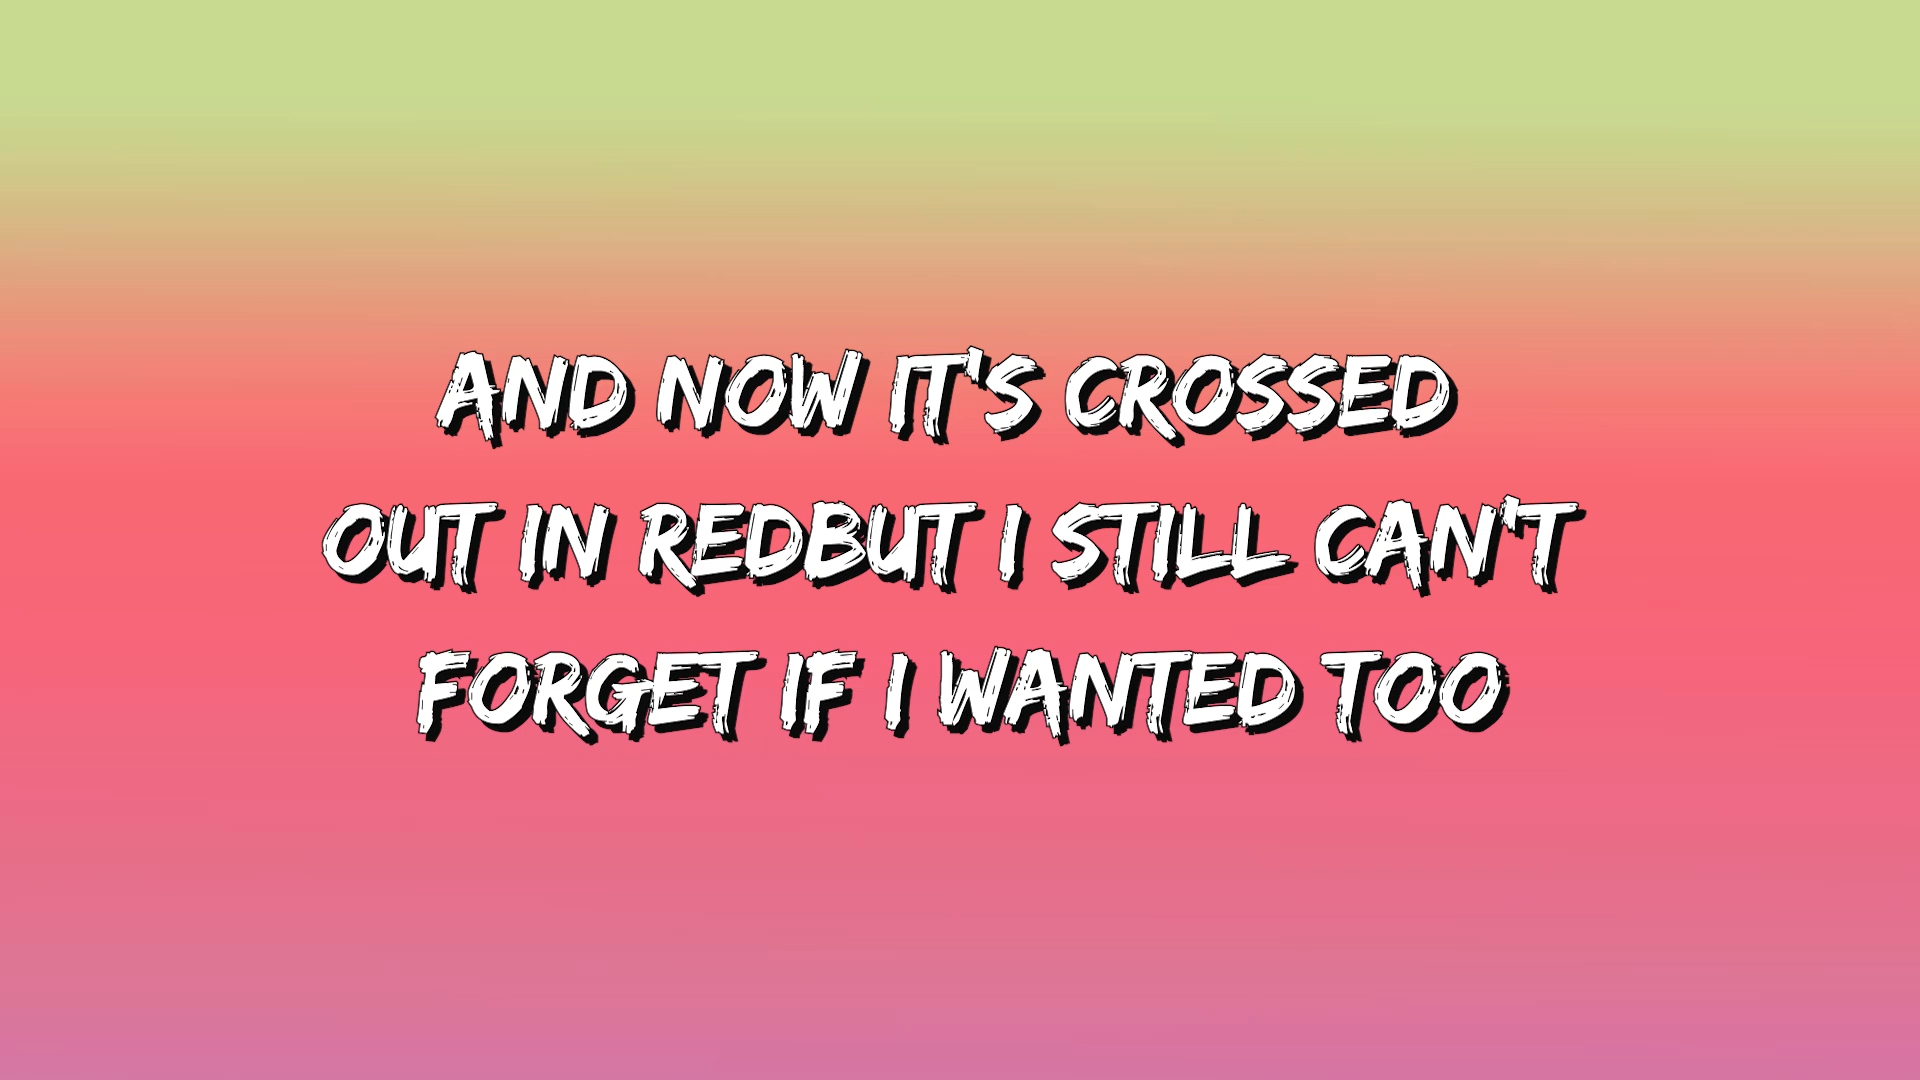 AND NOW IT'S CROSSED
OUT IN REDBUT I STILL CAN'T
FORGET IF I WANTED TOO